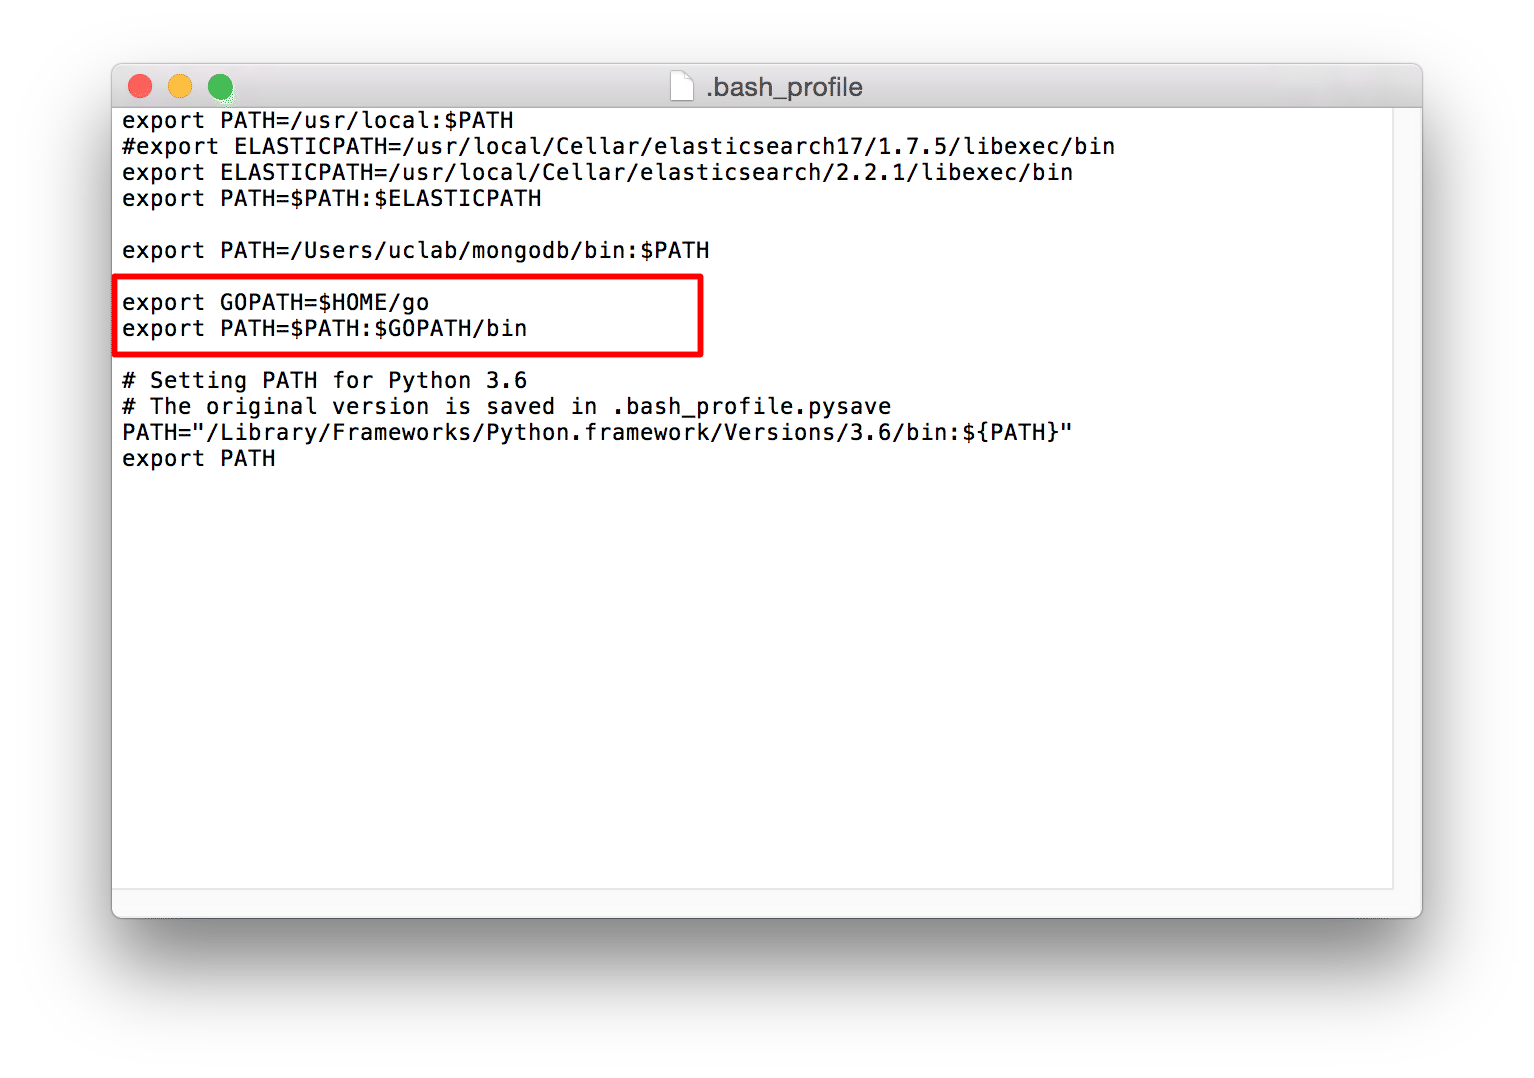 .bash_profile
export PATH=/usr/local:$PATH
#export ELASTICPATH=/usr/local/Cellar/elasticsearch17/1.7.5/libexec/bin
export ELASTICPATH=/usr/local/Cellar/elasticsearch/2.2.1/libexec/bin
export PATH=$PATH:$ELASTICPATH
export PATH=/Users/uclab/mongodb/bin:$PATH
export GOPATH=$HOME/go
export PATH=$PATH:$GOPATH/bin
# Setting PATH for Python 3.6
# The original version is saved in .bash_profile.pysave
PATH="/Library/Frameworks/Python.framework/Versions/3.6/bin:${PATH}"
export PATH